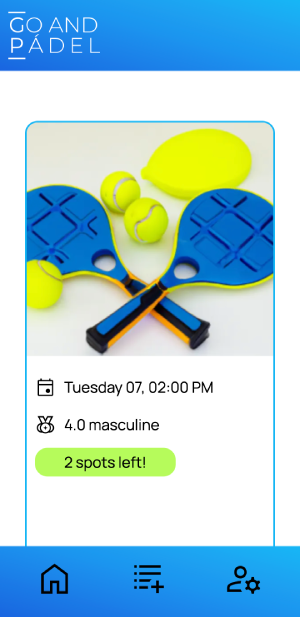 GO AND
PÁDEL
Tuesday 07, 02:00 PM
4.0 masculine
2 spots left!